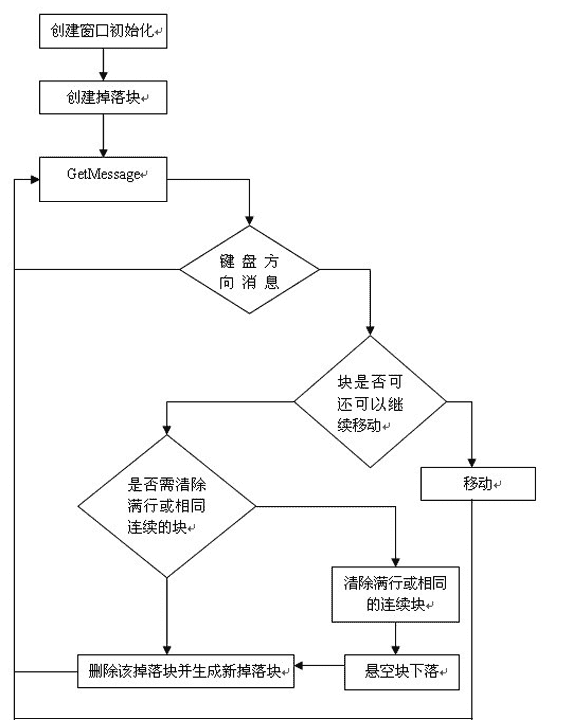 创建窗口初始化
创建掉落块
GetMessage
键盘方
向消息
块是否可
还可以继
续移动
是否需清除
满行或相同
连续的块
移动
清除满行或相同
的连续块
删除该掉落块并生成新掉落块
悬空块下落